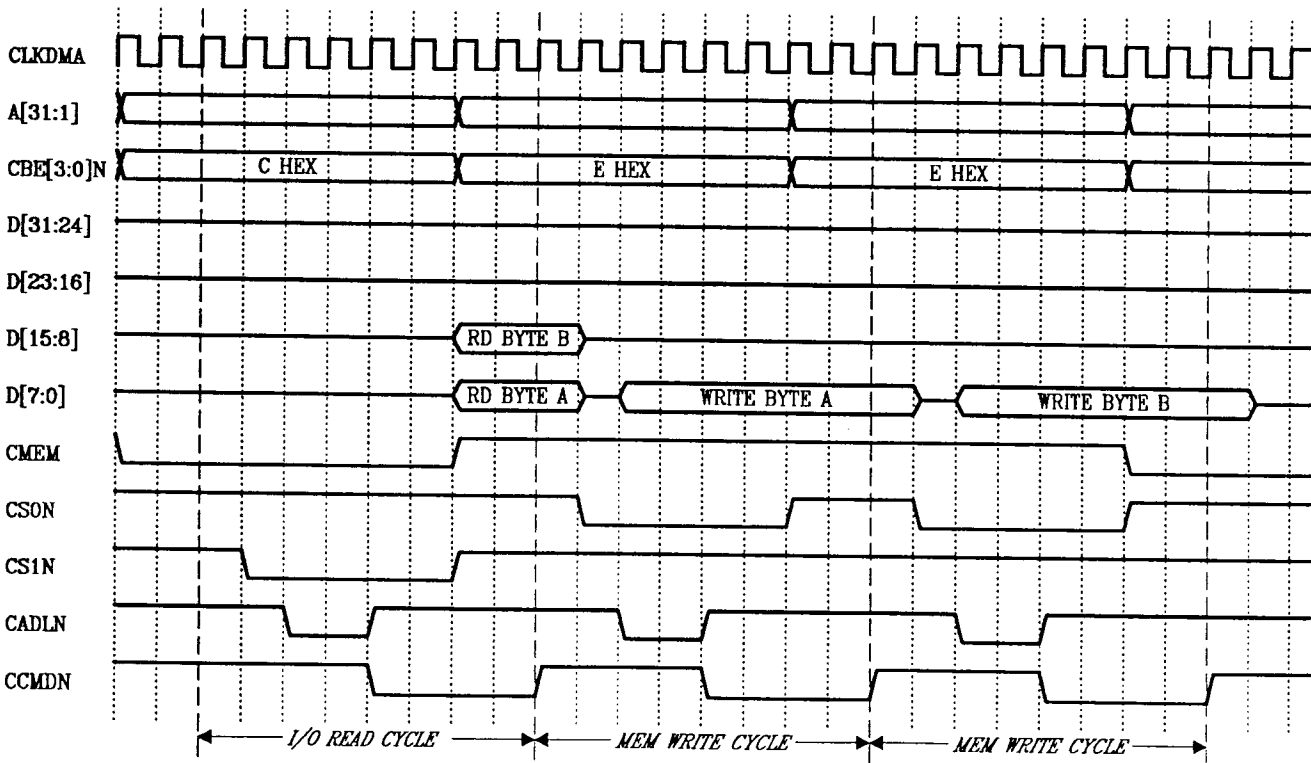 CLKDMA
A[31:1]
CBE[3:0]N C HEX E HEX E HEX
D[31:24]
D[23:16]
D[15:8] RD BYTE B
D[7:0] RD BYTE A WRITE BYTE A WRITE BYTE B
CMEM
CS0N
CS1N
CADLN
CCMDN
I/O READ CYCLE MEM WRITE CYCLE MEM WRITE CYCLE